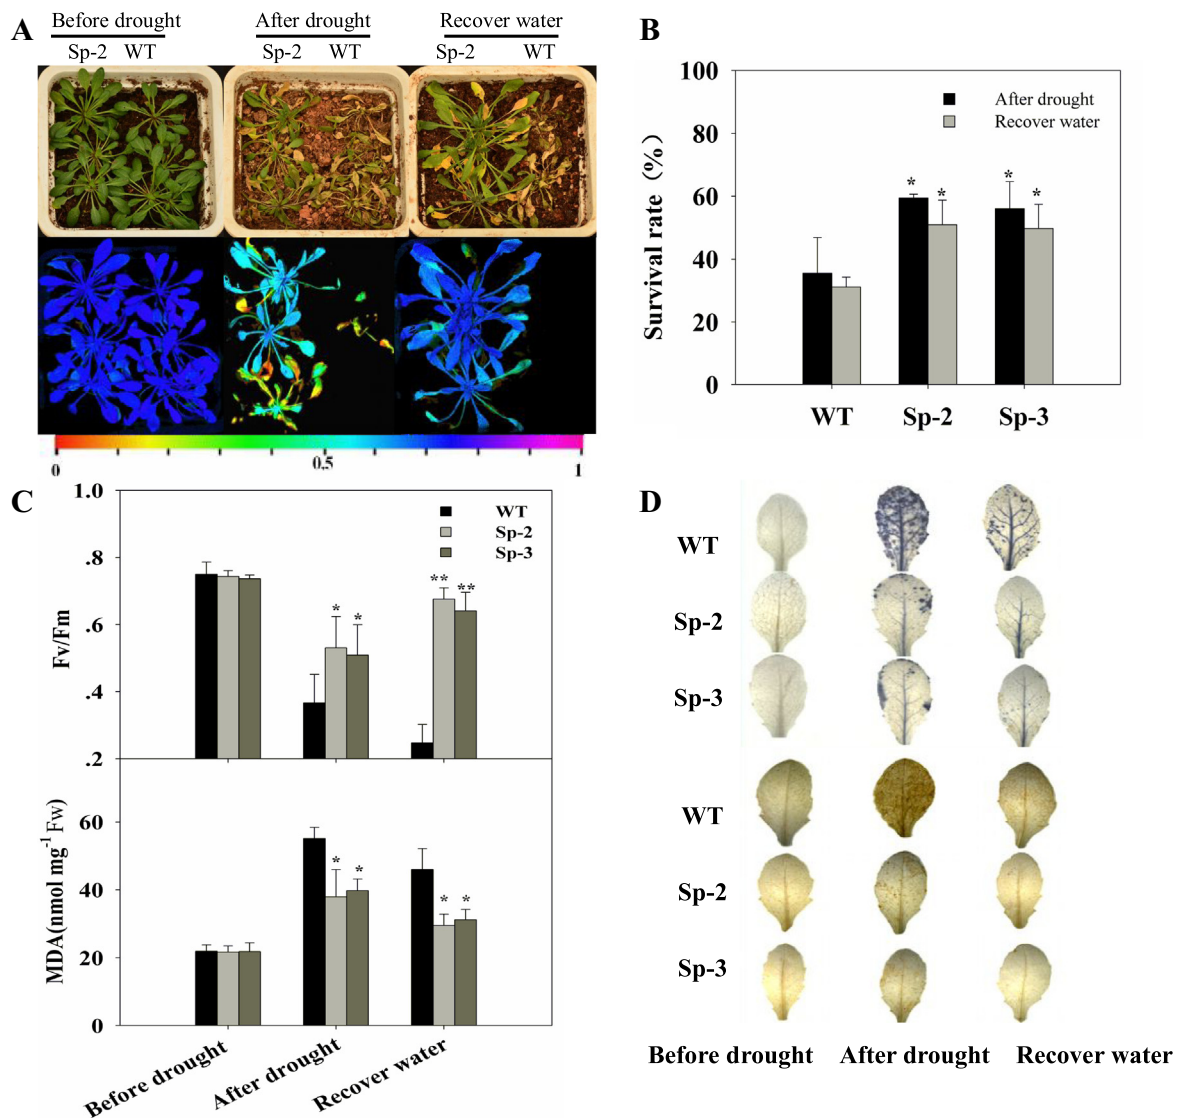 A
Before drought After drought Recover water
Sp-2 WT Sp-2 WT Sp-2 WT
0 0.5 1
B
Survival rate (%)
100
80
60
40
20
0
After drought
Recover water
* * * *
WT Sp-2 Sp-3
C
Fv/Fm
1.0
.8
.6
.4
.2
WT
Sp-2
Sp-3
* * ** **
MDA(nmol mg-1 Fw)
60
40
20
0
* * * *
Before drought After drought Recover water
D
WT
Sp-2
Sp-3
WT
Sp-2
Sp-3
Before drought After drought Recover water